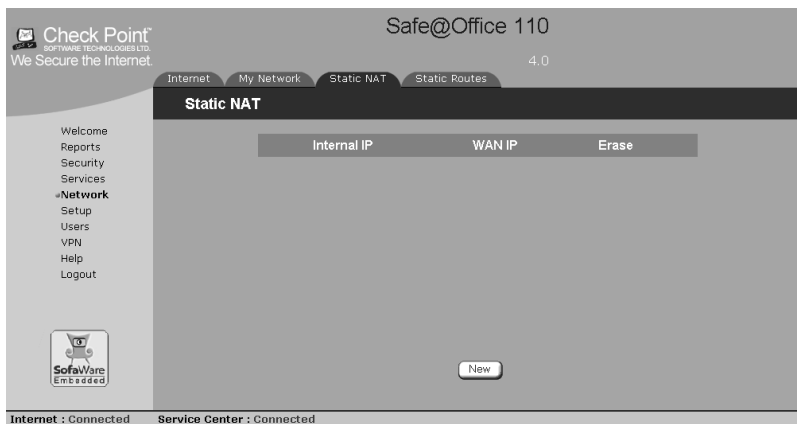 Check Point™
SOFTWARE TECHNOLOGIES LTD.
We Secure the Internet.
Safe@Office 110
4.0
Internet My Network Static NAT Static Routes
Static NAT
Internal IP WAN IP Erase
Welcome
Reports
Security
Services
Network
Setup
Users
VPN
Help
Logout
SofaWare
Embedded
New
Internet : Connected Service Center : Connected